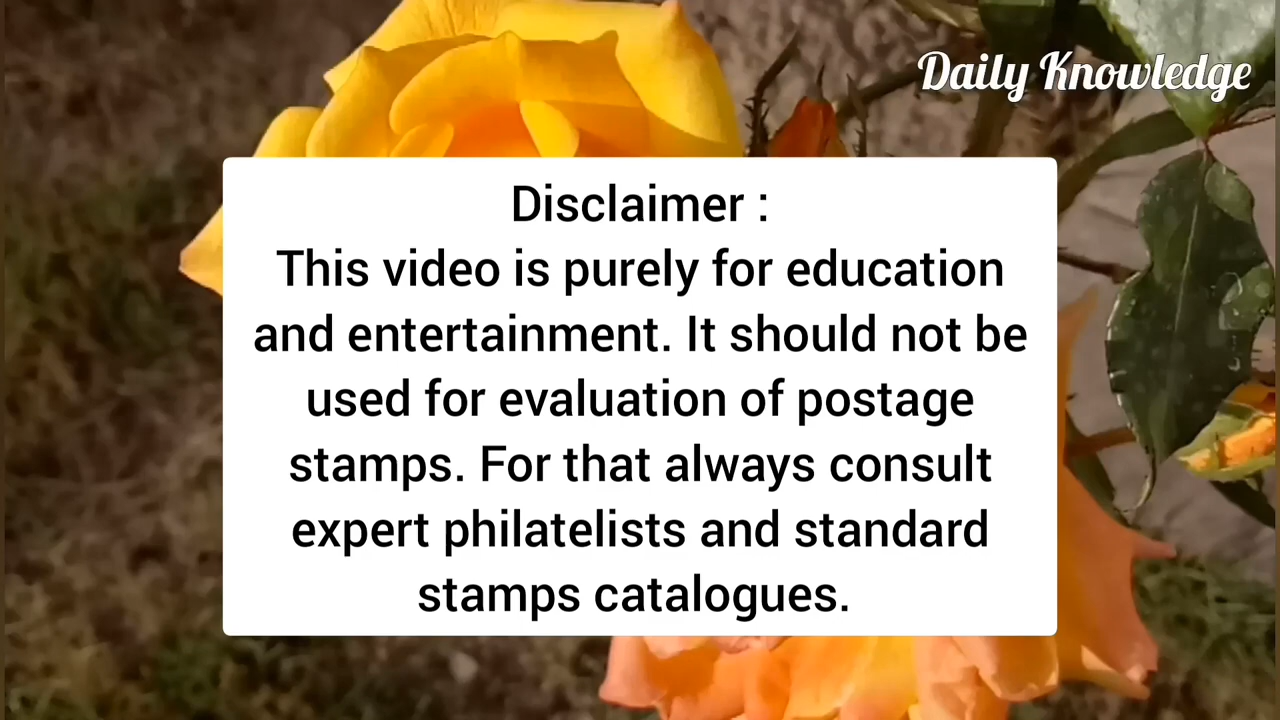 Daily Knowledge
Disclaimer :
This video is purely for education
and entertainment. It should not be
used for evaluation of postage
stamps. For that always consult
expert philatelists and standard
stamps catalogues.